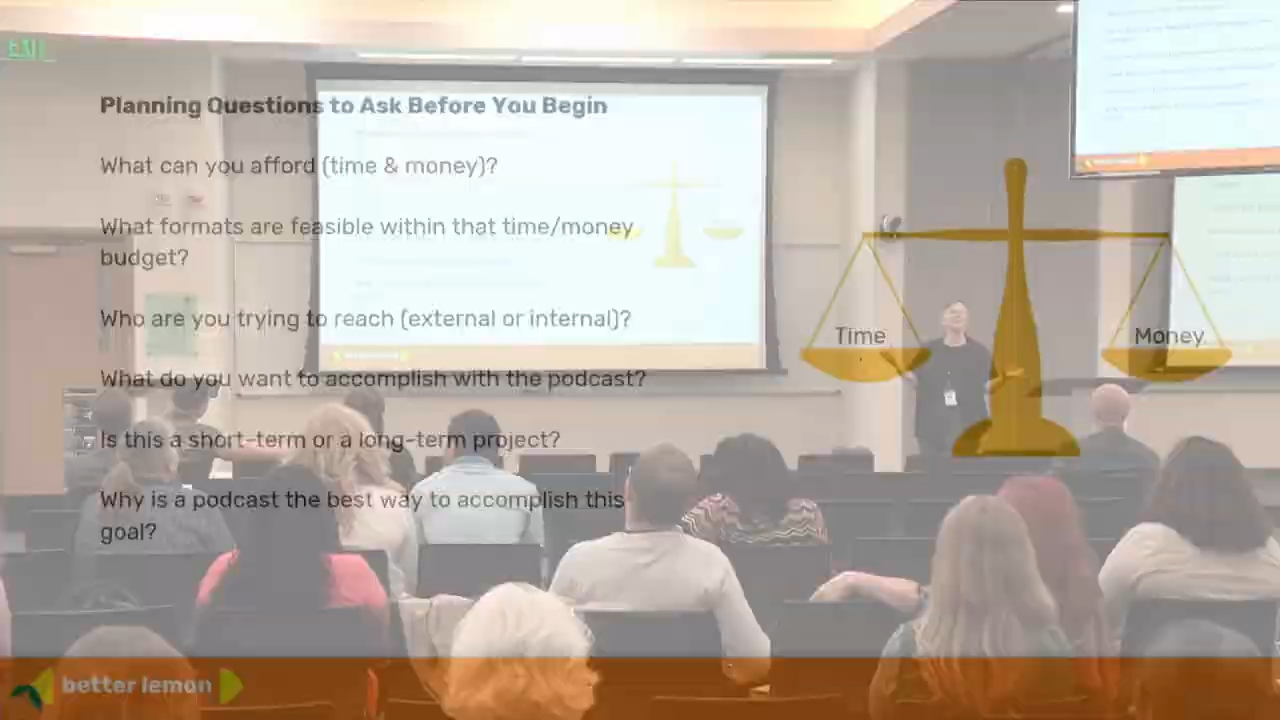 EXIT
Planning Questions to Ask Before You Begin
What can you afford (time & money)?
What formats are feasible within that time/money
budget?
Who are you trying to reach (external or internal)?
What do you want to accomplish with the podcast?
Is this a short-term or a long-term project?
Why is a podcast the best way to accomplish this
goal?
Time
Money
better lemon